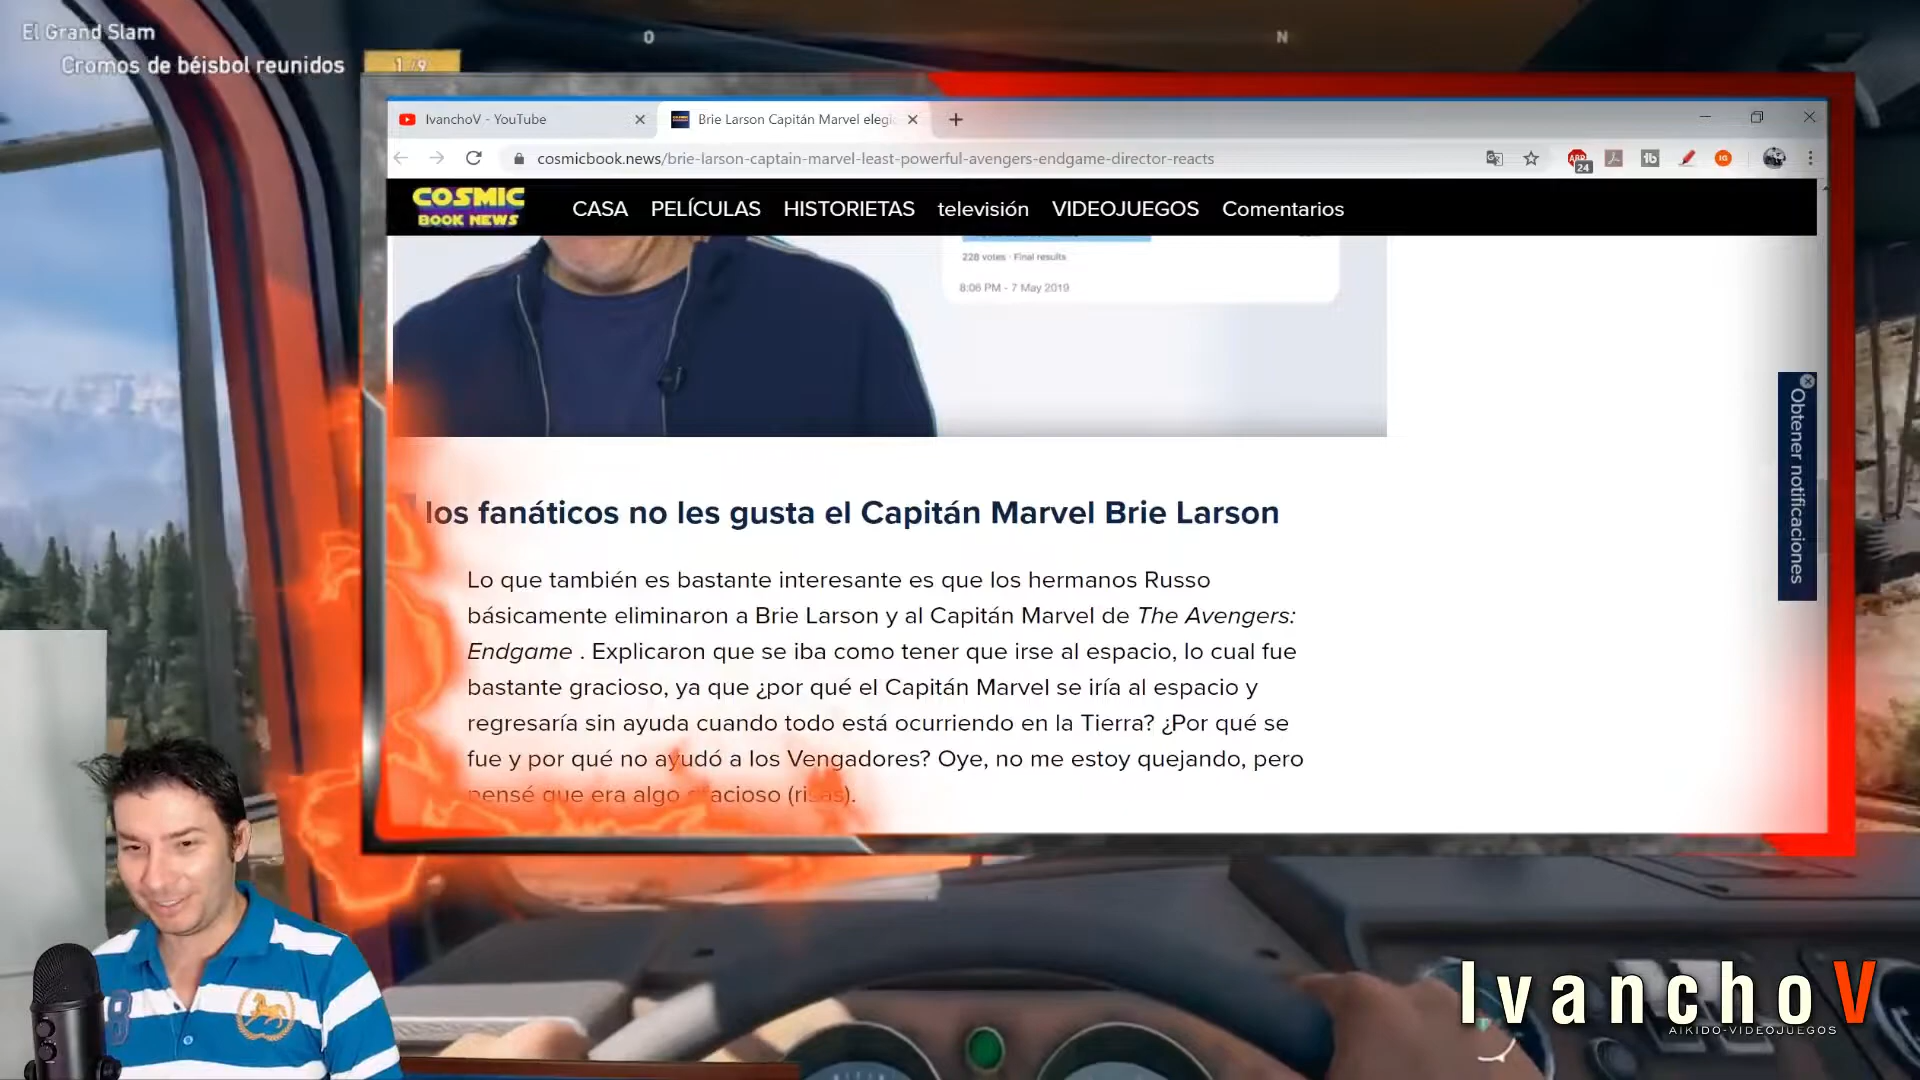 El Grand Slam
Cromos de béisbol reunidos
1/9
O
N
IvanchoV - YouTube
Brie Larson Capitán Marvel elegi
cosmicbook.news/brie-larson-captain-marvel-least-powerful-avengers-endgame-director-reacts
24
COSMIC
BOOK NEWS
CASA PELÍCULAS HISTORIETAS televisión VIDEOJUEGOS Comentarios
228 votes · Final results
8:06 PM - 7 May 2019
Obtener notificaciones
los fanáticos no les gusta el Capitán Marvel Brie Larson
Lo que también es bastante interesante es que los hermanos Russo
básicamente eliminaron a Brie Larson y al Capitán Marvel de The Avengers:
Endgame . Explicaron que se iba como tener que irse al espacio, lo cual fue
bastante gracioso, ya que ¿por qué el Capitán Marvel se iría al espacio y
regresaría sin ayuda cuando todo está ocurriendo en la Tierra? ¿Por qué se
fue y por qué no ayudó a los Vengadores? Oye, no me estoy quejando, pero
pensé que era algo gracioso (risas).
IvanchoV
AIKIDO-VIDEOJUEGOS